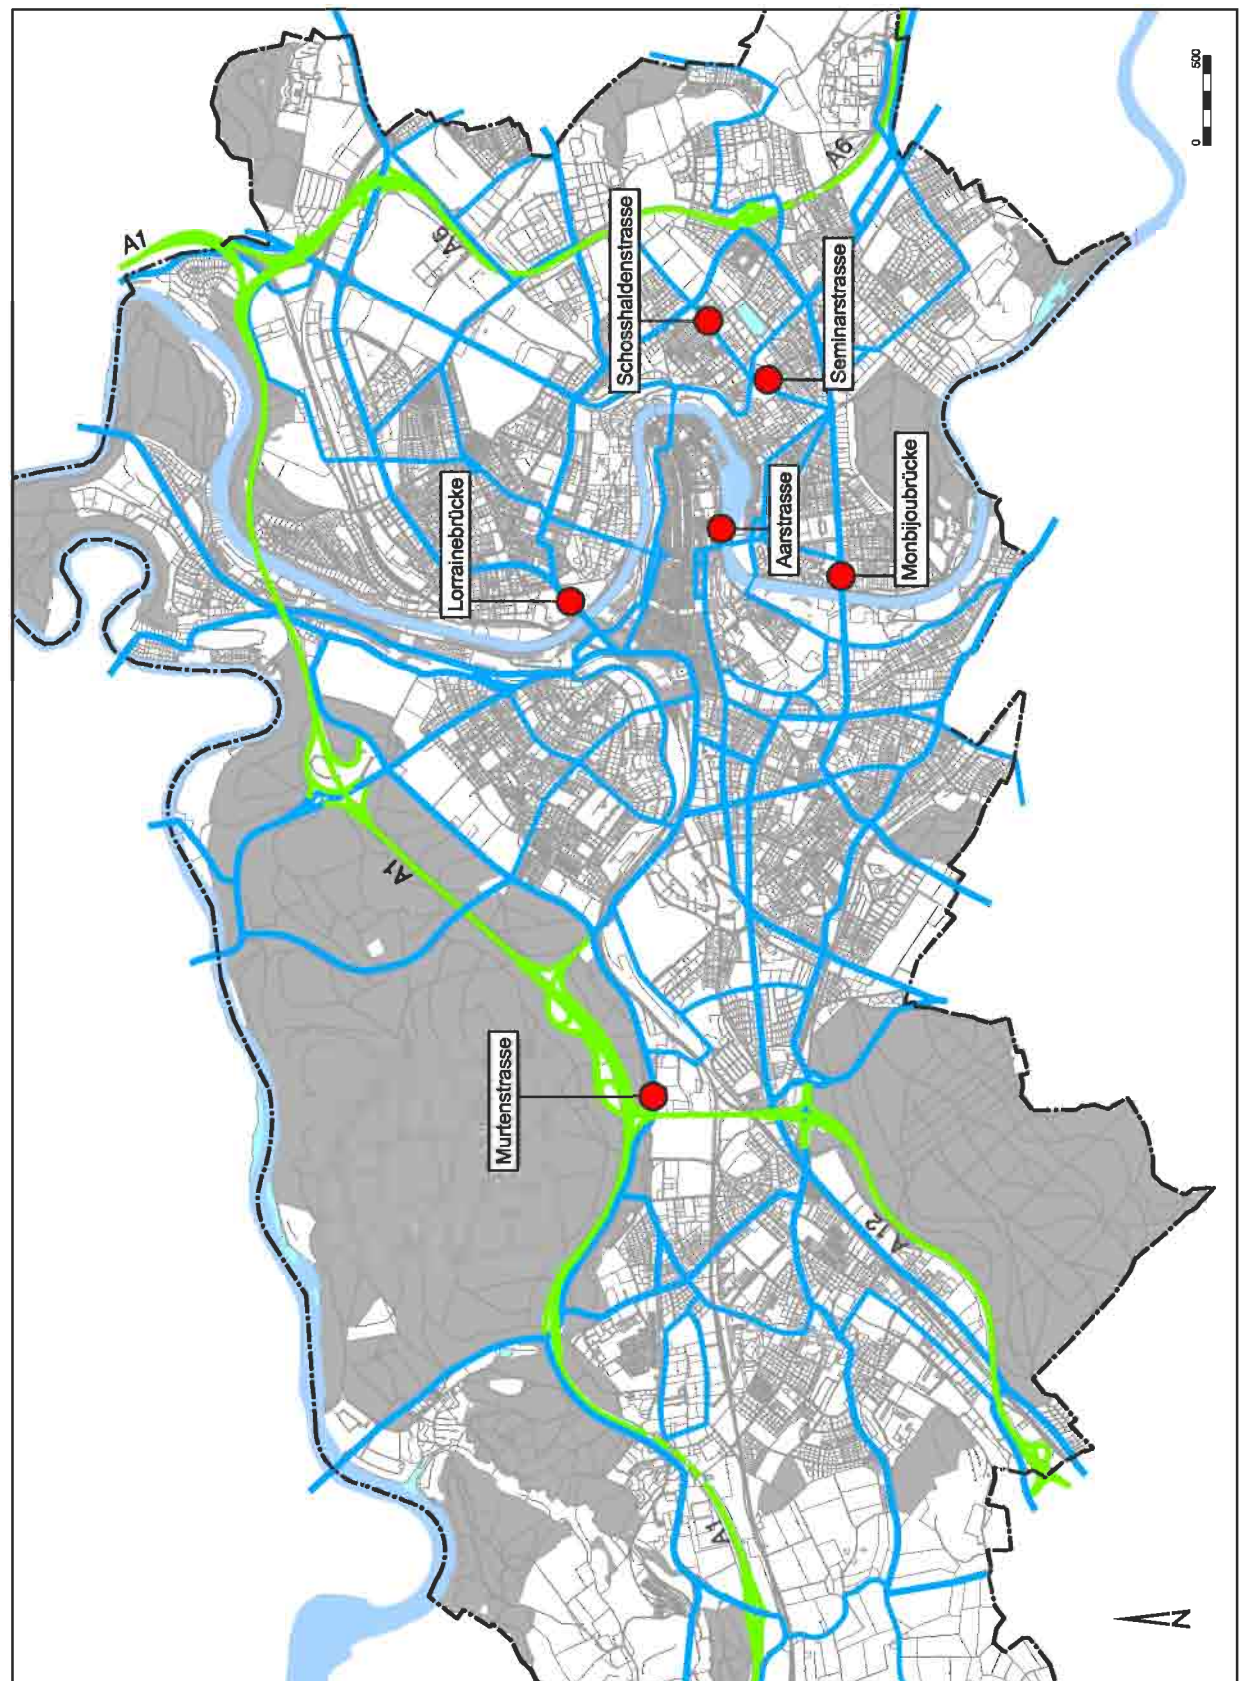 A1
A6
A6
Schosshaldenstrasse
Seminarstrasse
Lorrainebrücke
Aarstrasse
Monbijoubrücke
A1
Murtenstrasse
A12
A1
0 500
N